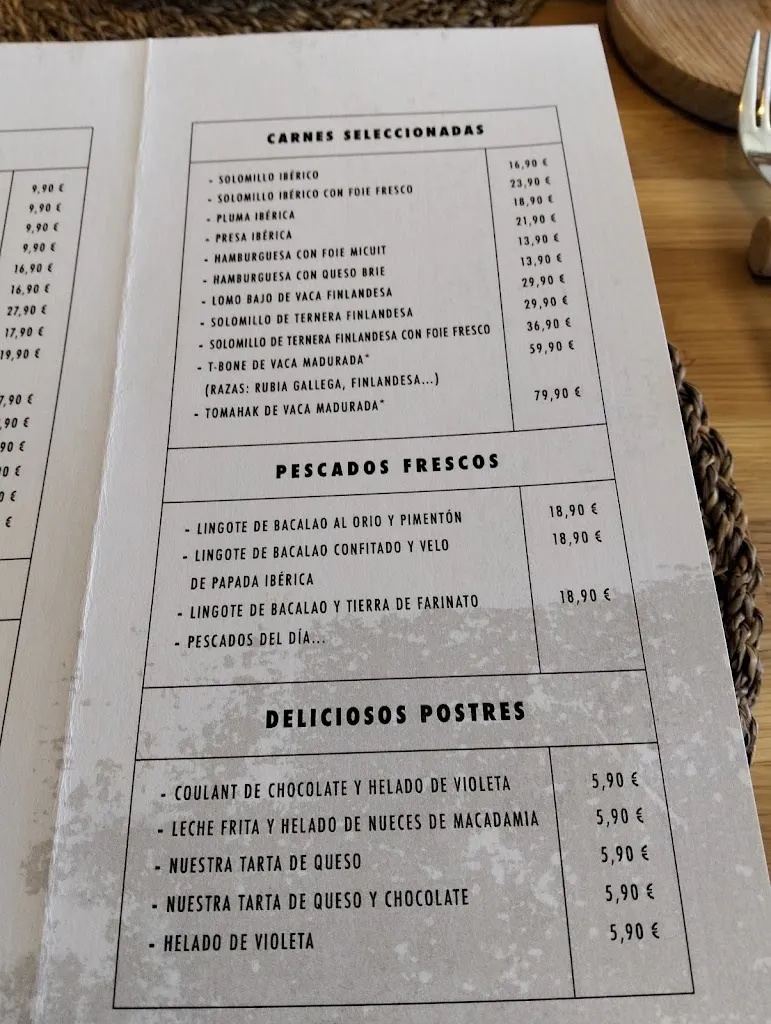 9,90 €
9,90 €
9,90 €
9,90 €
16,90 €
16,90 €
27,90 €
17,90 €
19,90 €
CARNES SELECCIONADAS
- SOLOMILLO IBÉRICO 16,90 €
- SOLOMILLO IBÉRICO CON FOIE FRESCO 23,90 €
- PLUMA IBÉRICA 18,90 €
- PRESA IBÉRICA 21,90 €
- HAMBURGUESA CON FOIE MICUIT 13,90 €
- HAMBURGUESA CON QUESO BRIE 13,90 €
- LOMO BAJO DE VACA FINLANDESA 29,90 €
- SOLOMILLO DE TERNERA FINLANDESA 29,90 €
- SOLOMILLO DE TERNERA FINLANDESA CON FOIE FRESCO 36,90 €
- T-BONE DE VACA MADURADA* 59,90 €
(RAZAS: RUBIA GALLEGA, FINLANDESA...)
- TOMAHAK DE VACA MADURADA* 79,90 €
PESCADOS FRESCOS
- LINGOTE DE BACALAO AL ORIO Y PIMENTÓN 18,90 €
- LINGOTE DE BACALAO CONFITADO Y VELO 18,90 €
DE PAPADA IBÉRICA
- LINGOTE DE BACALAO Y TIERRA DE FARINATO 18,90 €
- PESCADOS DEL DÍA...
DELICIOSOS POSTRES
- COULANT DE CHOCOLATE Y HELADO DE VIOLETA 5,90 €
- LECHE FRITA Y HELADO DE NUECES DE MACADAMIA 5,90 €
- NUESTRA TARTA DE QUESO 5,90 €
- NUESTRA TARTA DE QUESO Y CHOCOLATE 5,90 €
- HELADO DE VIOLETA 5,90 €